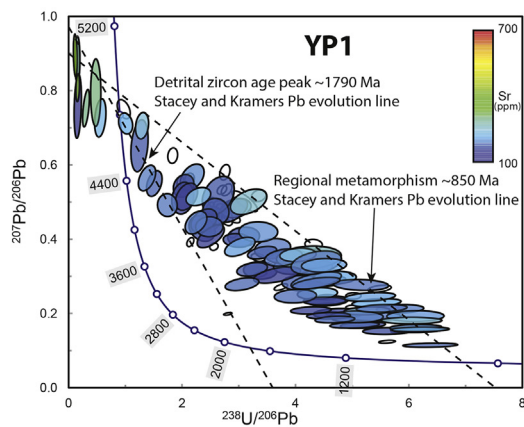 1.0
0.8
0.6
0.4
0.2
0.0
0
2
4
6
8
207Pb/206Pb
238U/206Pb
YP1
700
Sr
(ppm)
100
5200
4400
3600
2800
2000
1200
Detrital zircon age peak ~1790 Ma
Stacey and Kramers Pb evolution line
Regional metamorphism ~850 Ma
Stacey and Kramers Pb evolution line